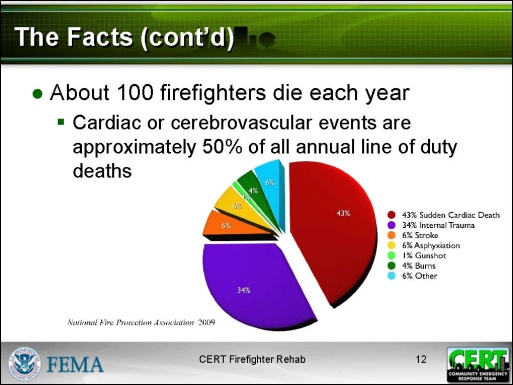 The Facts (cont'd)
● About 100 firefighters die each year
▪ Cardiac or cerebrovascular events are
approximately 50% of all annual line of duty
deaths
6%
4%
1%
6%
6%
43%
34%
43% Sudden Cardiac Death
34% Internal Trauma
6% Stroke
6% Asphyxiation
1% Gunshot
4% Burns
6% Other
National Fire Protection Association 2009
FEMA
CERT Firefighter Rehab
12
CERT
COMMUNITY EMERGENCY
RESPONSE TEAM